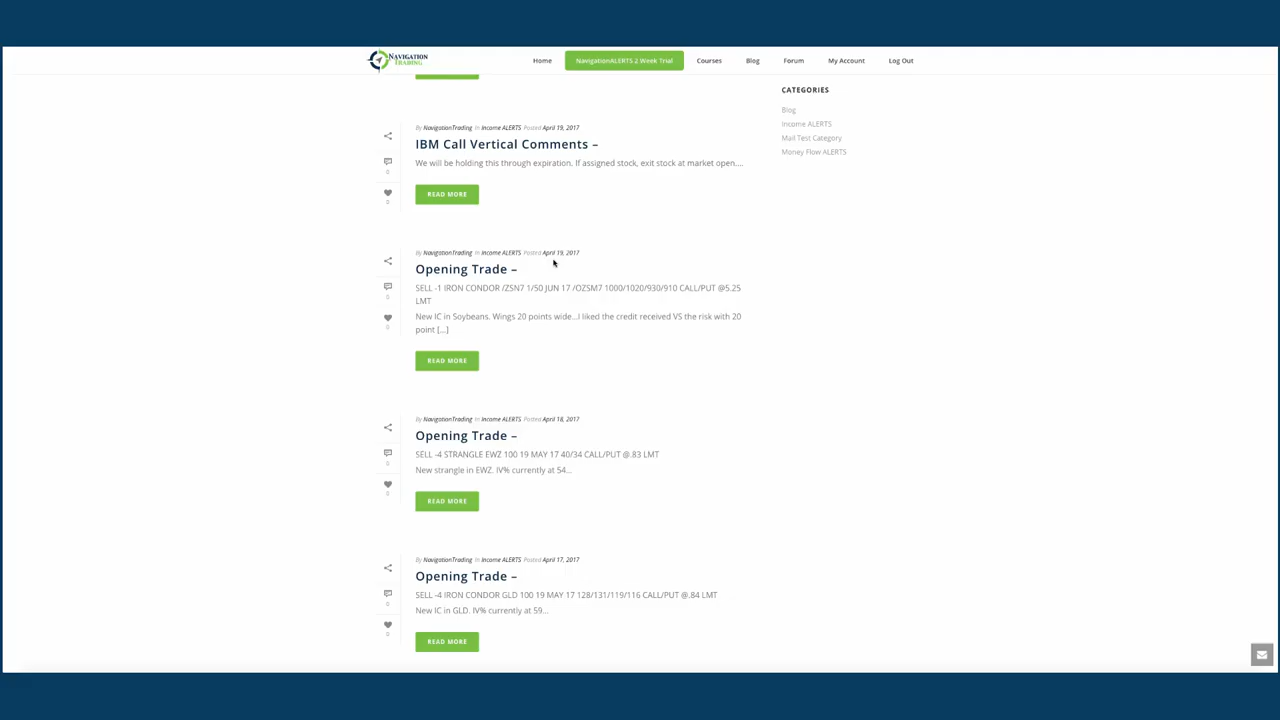 NAVIGATION
TRADING
Home
NavigationALERTS 2 Week Trial
Courses
Blog
Forum
My Account
Log Out
By NavigationTrading In Income ALERTS Posted April 19, 2017
IBM Call Vertical Comments –
We will be holding this through expiration. If assigned stock, exit stock at market open....
0
READ MORE
0
By NavigationTrading In Income ALERTS Posted April 19, 2017
Opening Trade –
SELL -1 IRON CONDOR /ZSN7 1/50 JUN 17 /OZSM7 1000/1020/930/910 CALL/PUT @5.25
LMT
0
New IC in Soybeans. Wings 20 points wide...I liked the credit received VS the risk with 20
point [...]
0
READ MORE
By NavigationTrading In Income ALERTS Posted April 18, 2017
Opening Trade –
SELL -4 STRANGLE EWZ 100 19 MAY 17 40/34 CALL/PUT @.83 LMT
0
New strangle in EWZ. IV% currently at 54...
0
READ MORE
By NavigationTrading In Income ALERTS Posted April 17, 2017
Opening Trade –
SELL -4 IRON CONDOR GLD 100 19 MAY 17 128/131/119/116 CALL/PUT @.84 LMT
0
New IC in GLD. IV% currently at 59...
0
READ MORE
CATEGORIES
Blog
Income ALERTS
Mail Test Category
Money Flow ALERTS